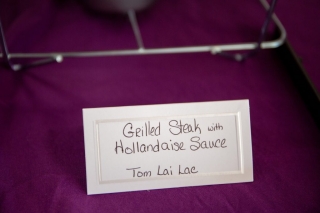 Grilled Steak with
Hollandaise Sauce
Tom Lai Lac